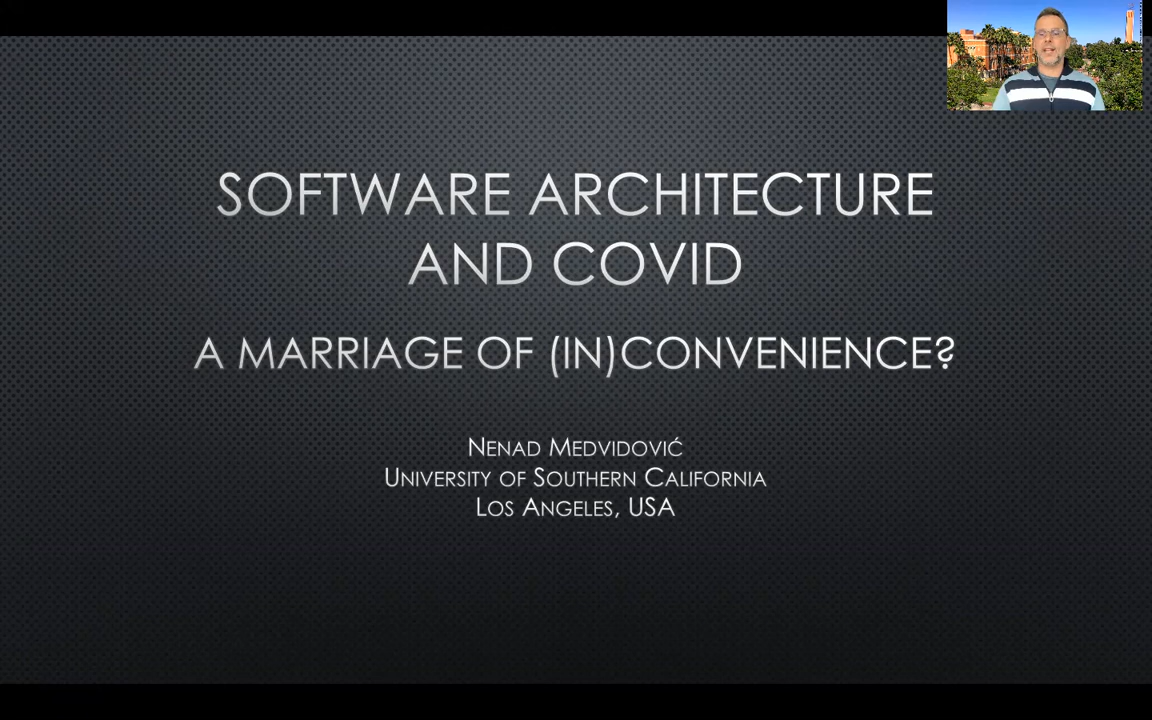 SOFTWARE ARCHITECTURE
AND COVID
A MARRIAGE OF (IN)CONVENIENCE?
NENAD MEDVIDOVIĆ
UNIVERSITY OF SOUTHERN CALIFORNIA
LOS ANGELES, USA